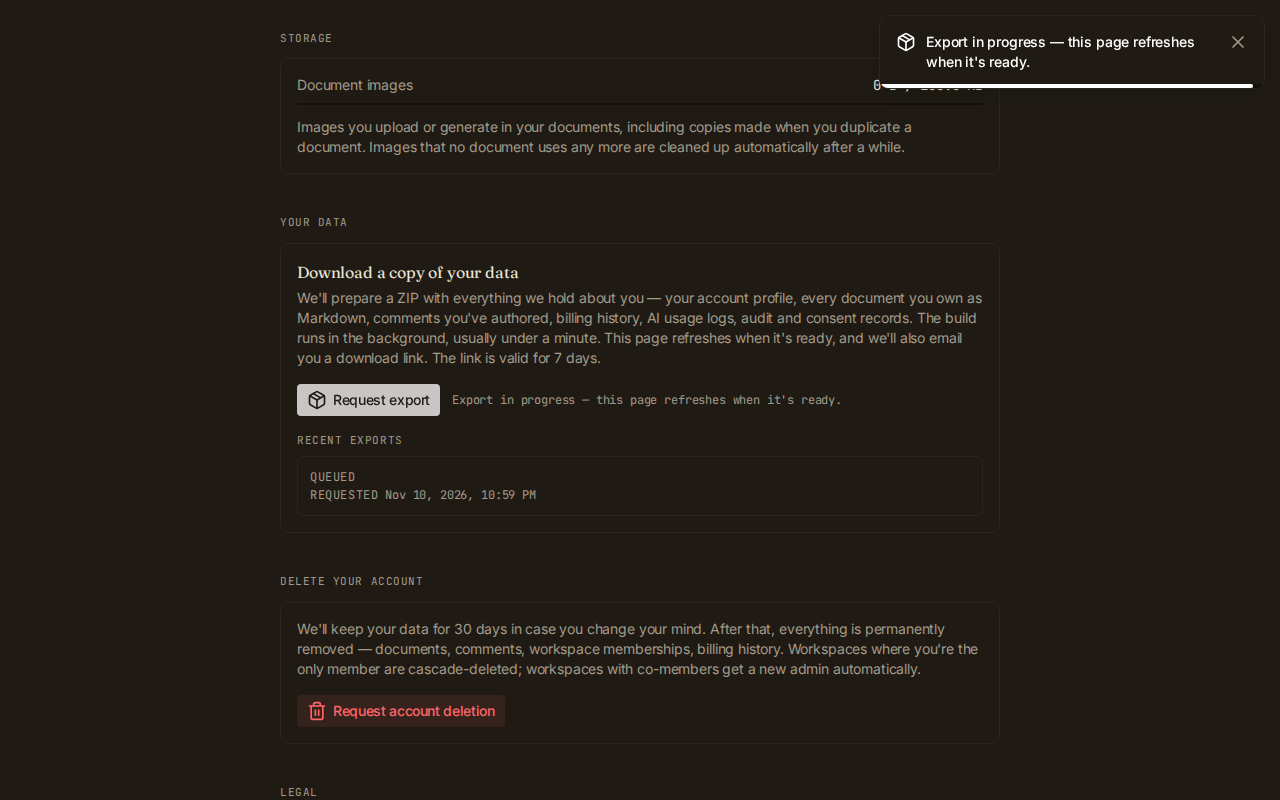 STORAGE
Export in progress — this page refreshes
when it's ready.
Document images
0
Images you upload or generate in your documents, including copies made when you duplicate a
document. Images that no document uses any more are cleaned up automatically after a while.
YOUR DATA
Download a copy of your data
We'll prepare a ZIP with everything we hold about you — your account profile, every document you own as
Markdown, comments you've authored, billing history, AI usage logs, audit and consent records. The build
runs in the background, usually under a minute. This page refreshes when it's ready, and we'll also email
you a download link. The link is valid for 7 days.
Request export
Export in progress — this page refreshes when it's ready.
RECENT EXPORTS
QUEUED
REQUESTED Nov 10, 2026, 10:59 PM
DELETE YOUR ACCOUNT
We'll keep your data for 30 days in case you change your mind. After that, everything is permanently
removed — documents, comments, workspace memberships, billing history. Workspaces where you're the
only member are cascade-deleted; workspaces with co-members get a new admin automatically.
Request account deletion
LEGAL